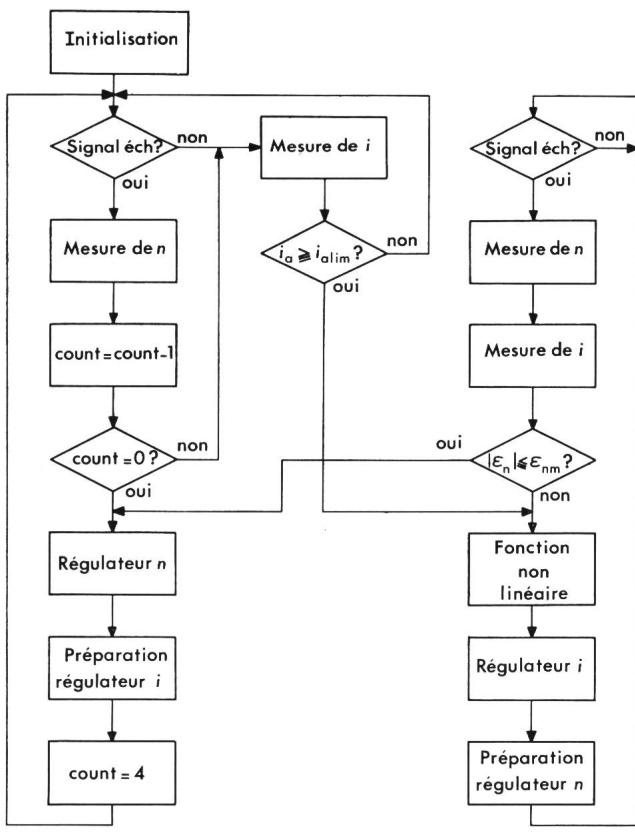 Initialisation
Signal éch?
non
oui
Mesure de n
count=count-1
count=0?
non
oui
Régulateur n
Préparation
régulateur i
count = 4
Mesure de i
i_a ≧ i_alim ?
non
oui
Signal éch?
non
oui
Mesure de n
Mesure de i
oui
|ε_n| ≦ ε_nm ?
non
Fonction
non
linéaire
Régulateur i
Préparation
régulateur n